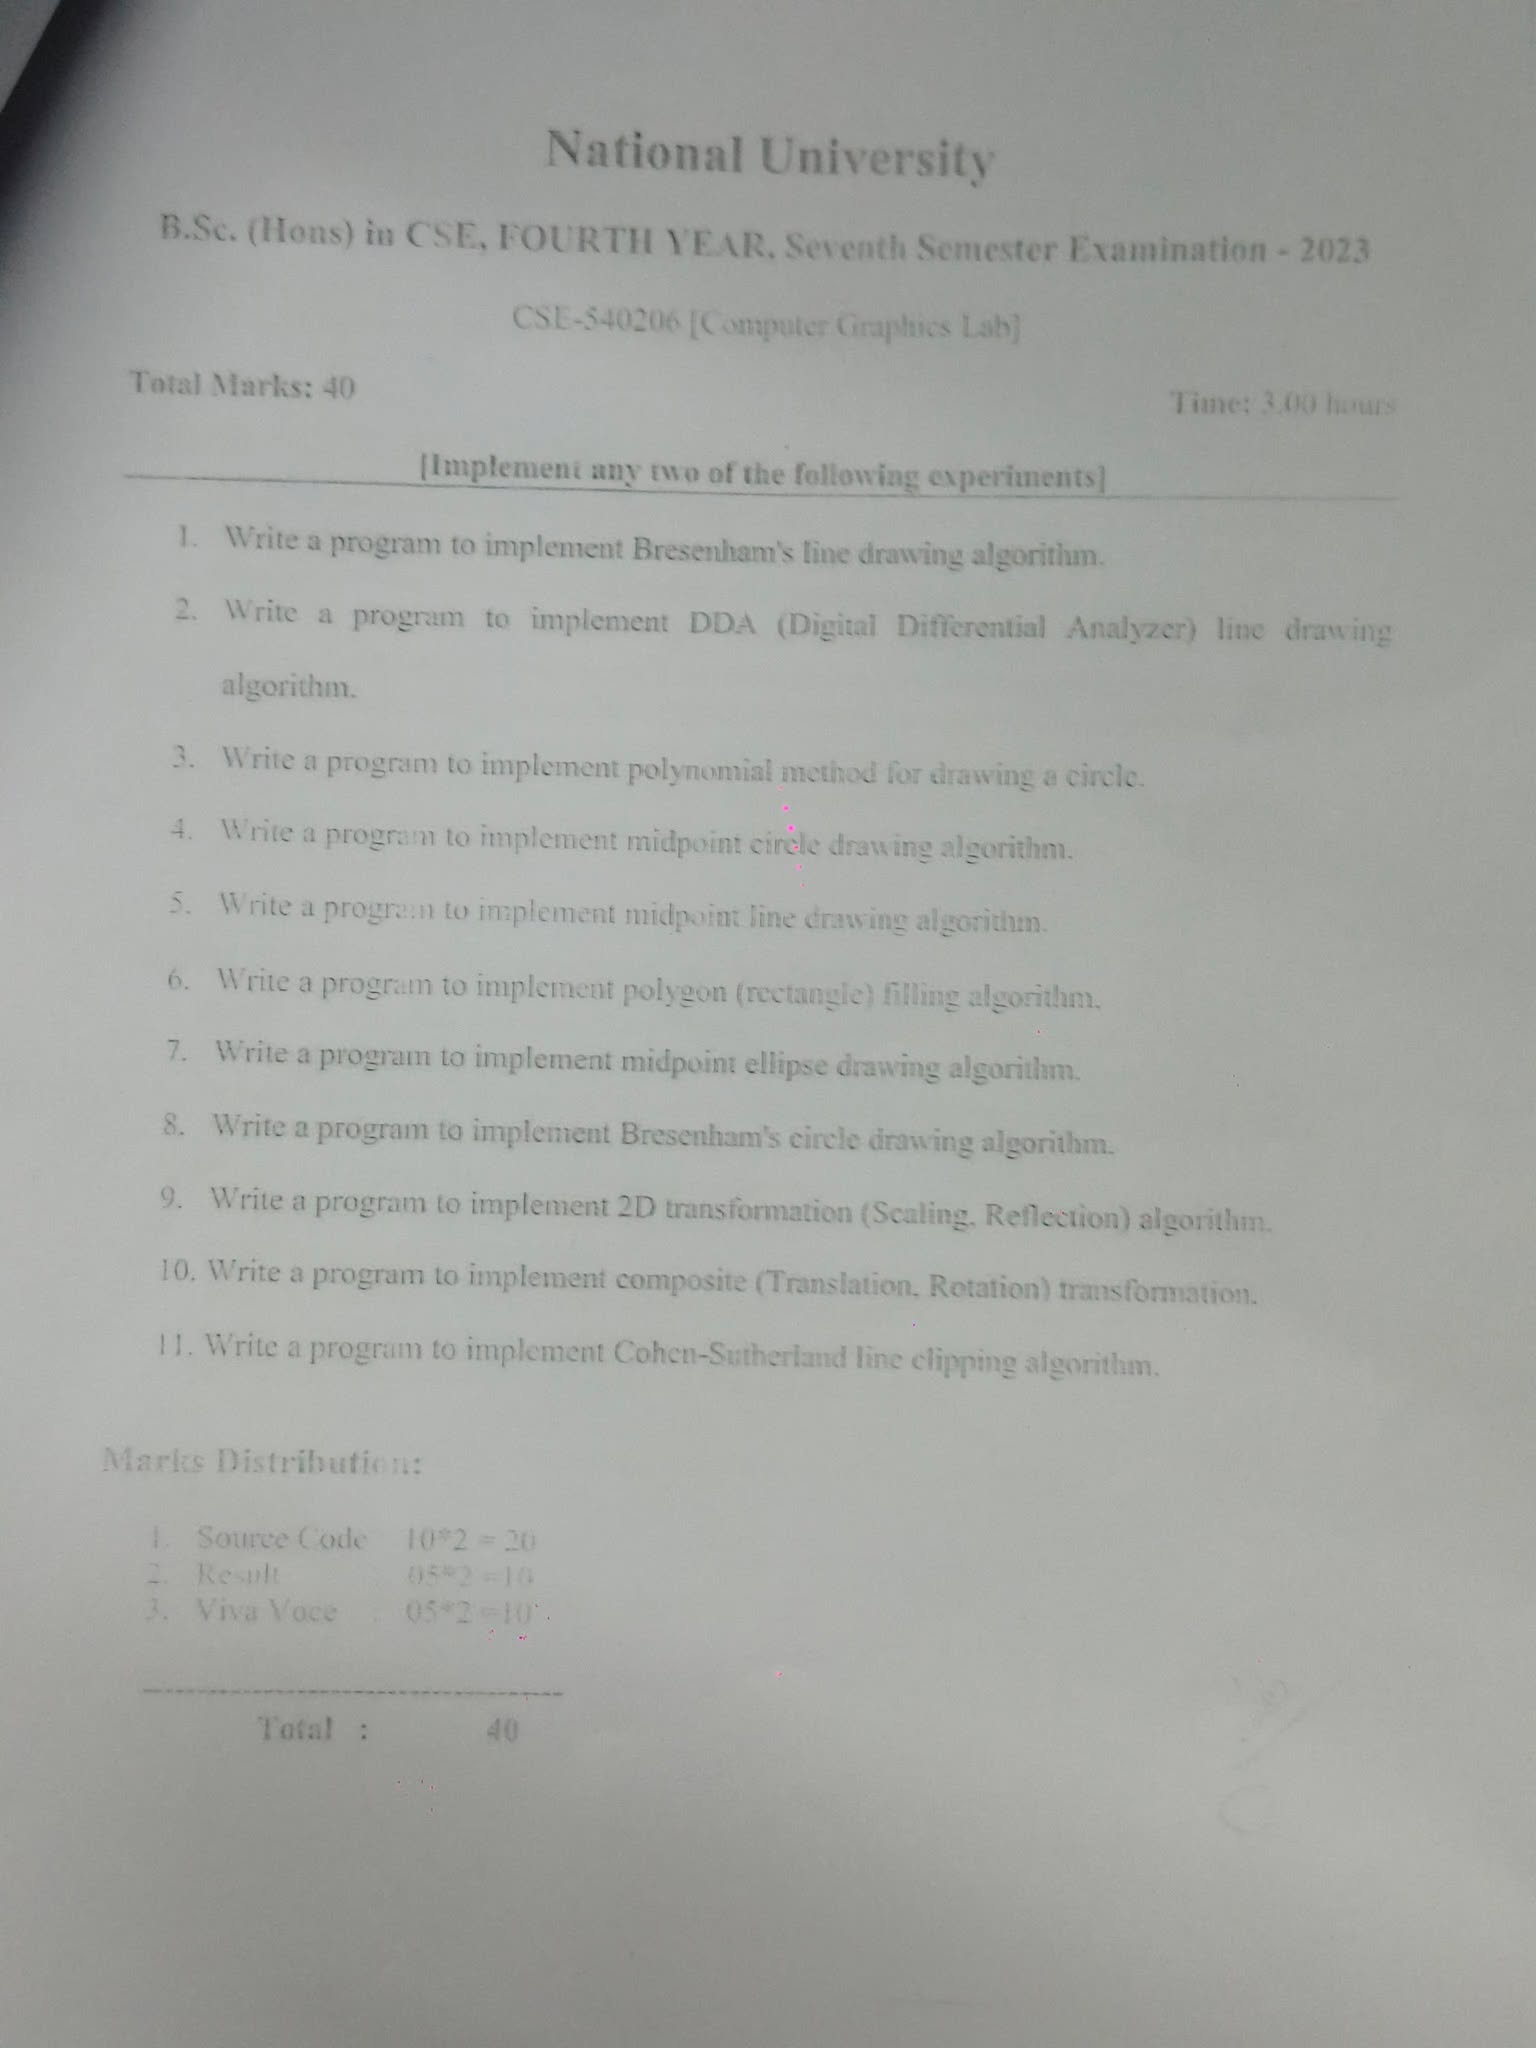 National University
B.Sc. (Hons) in CSE, FOURTH YEAR, Seventh Semester Examination - 2023
CSE-540206 [Computer Graphics Lab]
Total Marks: 40
Time: 3.00 hours
[Implement any two of the following experiments]
1. Write a program to implement Bresenham's line drawing algorithm.
2. Write a program to implement DDA (Digital Differential Analyzer) line drawing
algorithm.
3. Write a program to implement polynomial method for drawing a circle.
4. Write a program to implement midpoint circle drawing algorithm.
5. Write a program to implement midpoint line drawing algorithm.
6. Write a program to implement polygon (rectangle) filling algorithm.
7. Write a program to implement midpoint ellipse drawing algorithm.
8. Write a program to implement Bresenham's circle drawing algorithm.
9. Write a program to implement 2D transformation (Scaling, Reflection) algorithm.
10. Write a program to implement composite (Translation, Rotation) transformation.
11. Write a program to implement Cohen-Sutherland line clipping algorithm.
Marks Distribution:
1. Source Code 10*2 = 20
2. Result 05*2 =10
3. Viva Voce 05*2 =10
Total : 40